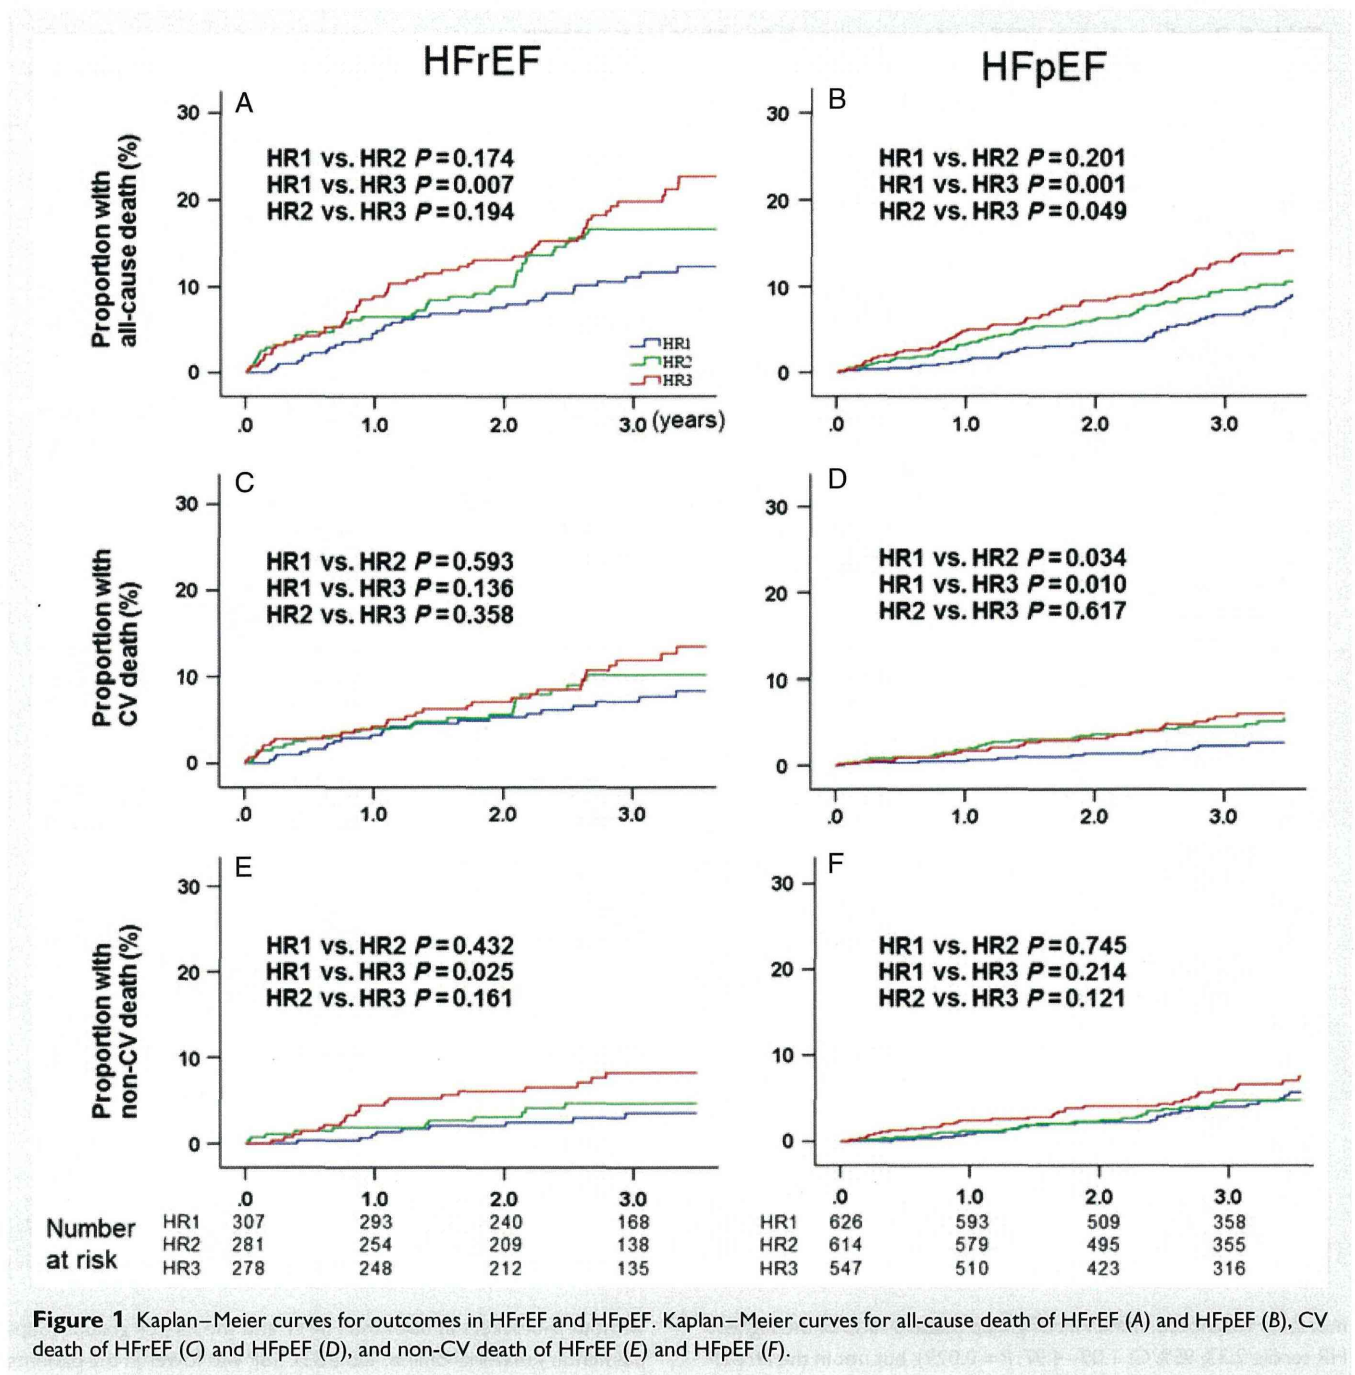 HFrEF
HFpEF
A
B
Proportion with
all-cause death (%)
30
20
10
0
HR1 vs. HR2 P=0.174
HR1 vs. HR3 P=0.007
HR2 vs. HR3 P=0.194
HR1
HR2
HR3
.0 1.0 2.0 3.0 (years)
30
20
10
0
HR1 vs. HR2 P=0.201
HR1 vs. HR3 P=0.001
HR2 vs. HR3 P=0.049
.0 1.0 2.0 3.0
C
D
Proportion with
CV death (%)
30
20
10
0
HR1 vs. HR2 P=0.593
HR1 vs. HR3 P=0.136
HR2 vs. HR3 P=0.358
.0 1.0 2.0 3.0
30
20
10
0
HR1 vs. HR2 P=0.034
HR1 vs. HR3 P=0.010
HR2 vs. HR3 P=0.617
.0 1.0 2.0 3.0
E
F
Proportion with
non-CV death (%)
30
20
10
0
HR1 vs. HR2 P=0.432
HR1 vs. HR3 P=0.025
HR2 vs. HR3 P=0.161
.0 1.0 2.0 3.0
30
20
10
0
HR1 vs. HR2 P=0.745
HR1 vs. HR3 P=0.214
HR2 vs. HR3 P=0.121
.0 1.0 2.0 3.0
Number
at risk
HR1 307 293 240 168
HR2 281 254 209 138
HR3 278 248 212 135
HR1 626 593 509 358
HR2 614 579 495 355
HR3 547 510 423 316
Figure 1 Kaplan–Meier curves for outcomes in HFrEF and HFpEF. Kaplan–Meier curves for all-cause death of HFrEF (A) and HFpEF (B), CV
death of HFrEF (C) and HFpEF (D), and non-CV death of HFrEF (E) and HFpEF (F).